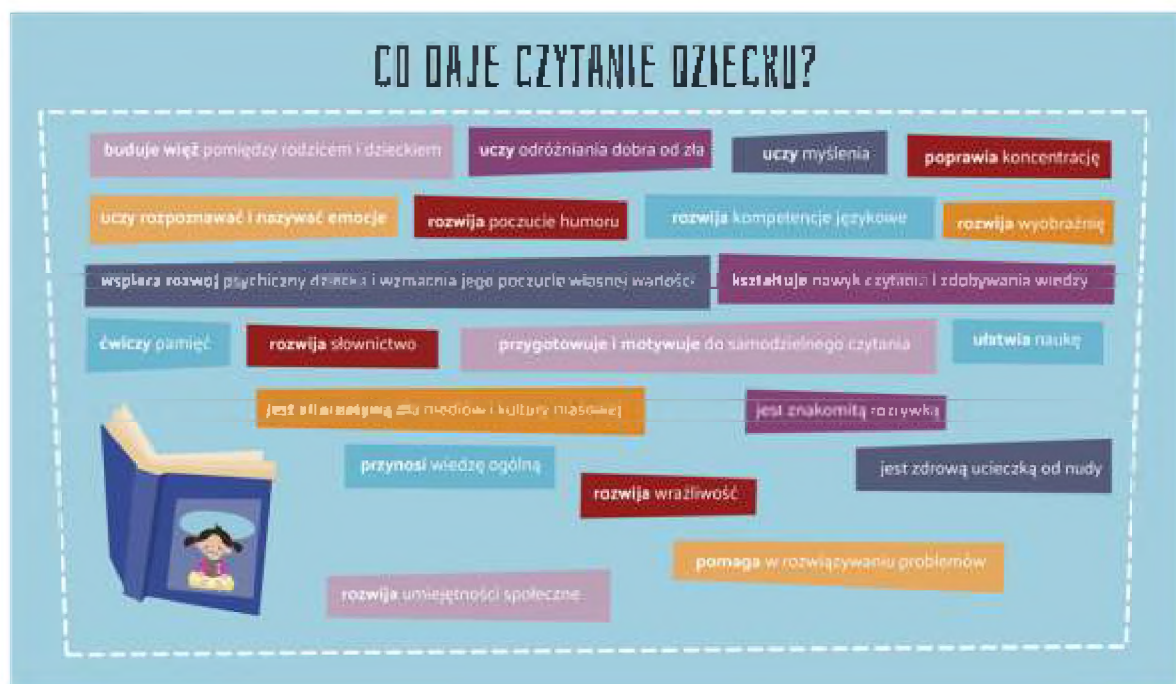 CO DAJE CZYTANIE DZIECKU?
buduje więź pomiędzy rodzicem i dzieckiem
uczy odróżniania dobra od zła
uczy myślenia
poprawia koncentrację
uczy rozpoznawać i nazywać emocje
rozwija poczucie humoru
rozwija kompetencje językowe
rozwija wyobraźnię
wspiera rozwój psychiczny dziecka i wzmacnia jego poczucie własnej wartości
kształtuje nawyk czytania i zdobywania wiedzy
ćwiczy pamięć
rozwija słownictwo
przygotowuje i motywuje do samodzielnego czytania
ułatwia naukę
jest alternatywą dla mediów i kultury masowej
jest znakomitą rozrywką
przynosi wiedzę ogólną
jest zdrową ucieczką od nudy
rozwija wrażliwość
pomaga w rozwiązywaniu problemów
rozwija umiejętności społeczne